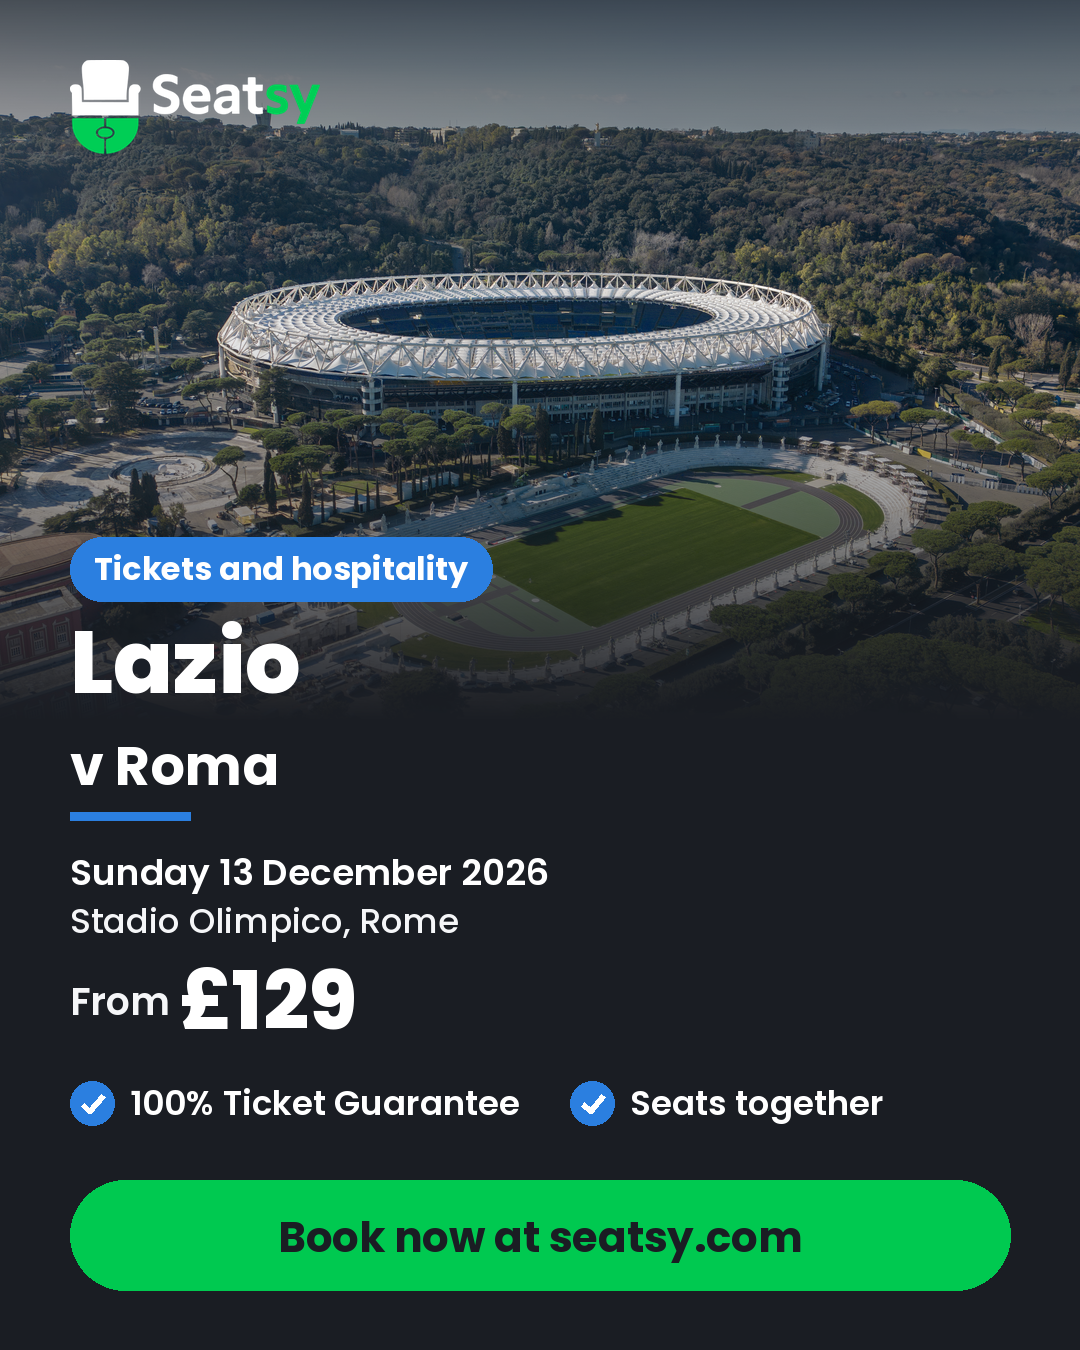 Seatsy
Tickets and hospitality
Lazio
v Roma
Sunday 13 December 2026
Stadio Olimpico, Rome
From £129
100% Ticket Guarantee
Seats together
Book now at seatsy.com